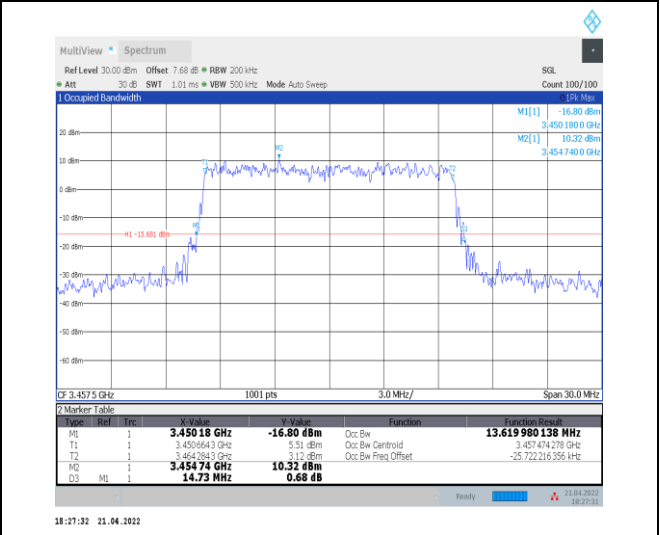 MultiView Spectrum
Ref Level 30.00 dBm Offset 7.68 dB RBW 200 kHz SGL
Att 30 dB SWT 1.01 ms VBW 500 kHz Mode Auto Sweep Count 100/100
1 Occupied Bandwidth 1Pk Max
M1[1] -16.80 dBm
3.450 180 0 GHz
M2[1] 10.32 dBm
3.454 740 0 GHz
20 dBm
M2
10 dBm
T1 T2
0 dBm
-10 dBm
M1
D3
H1 -15.681 dBm
-20 dBm
-30 dBm
-40 dBm
-50 dBm
-60 dBm
CF 3.457 5 GHz 1001 pts 3.0 MHz/ Span 30.0 MHz
2 Marker Table
Type Ref Trc X-Value Y-Value Function Function Result
M1 1 3.450 18 GHz -16.80 dBm Occ Bw 13.619 980 138 MHz
T1 1 3.450 664 3 GHz 5.51 dBm Occ Bw Centroid 3.457 474 278 GHz
T2 1 3.464 284 3 GHz 3.12 dBm Occ Bw Freq Offset -25.722 216 356 kHz
M2 1 3.454 74 GHz 10.32 dBm
D3 M1 1 14.73 MHz 0.68 dB
Ready 21.04.2022
18:27:31
18:27:32 21.04.2022